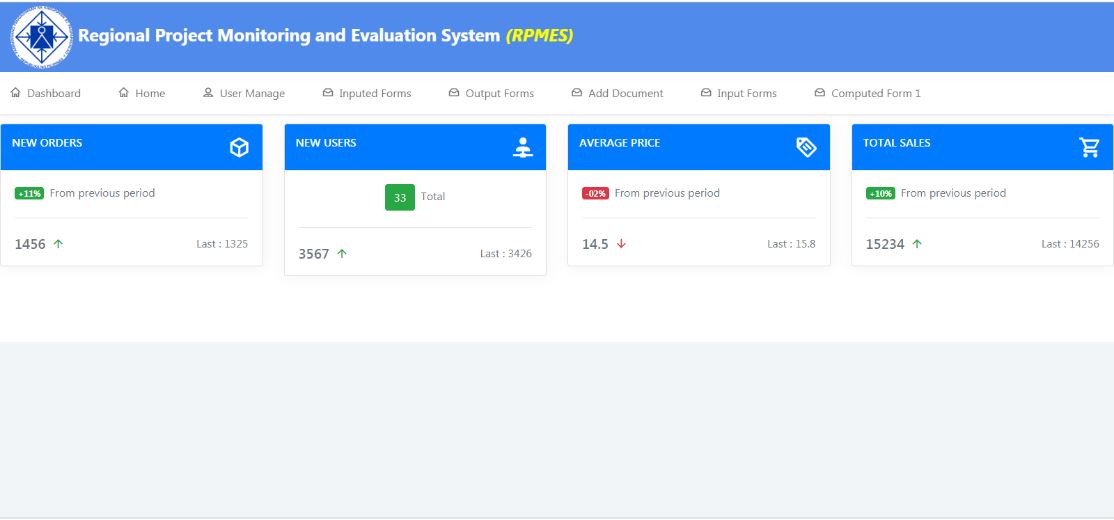 Regional Project Monitoring and Evaluation System (RPMES)
Dashboard Home User Manage Inputed Forms Output Forms Add Document Input Forms Computed Form 1
NEW ORDERS
+11% From previous period
1456 Last : 1325
NEW USERS
33 Total
3567 Last : 3426
AVERAGE PRICE
-02% From previous period
14.5 Last : 15.8
TOTAL SALES
+10% From previous period
15234 Last : 14256